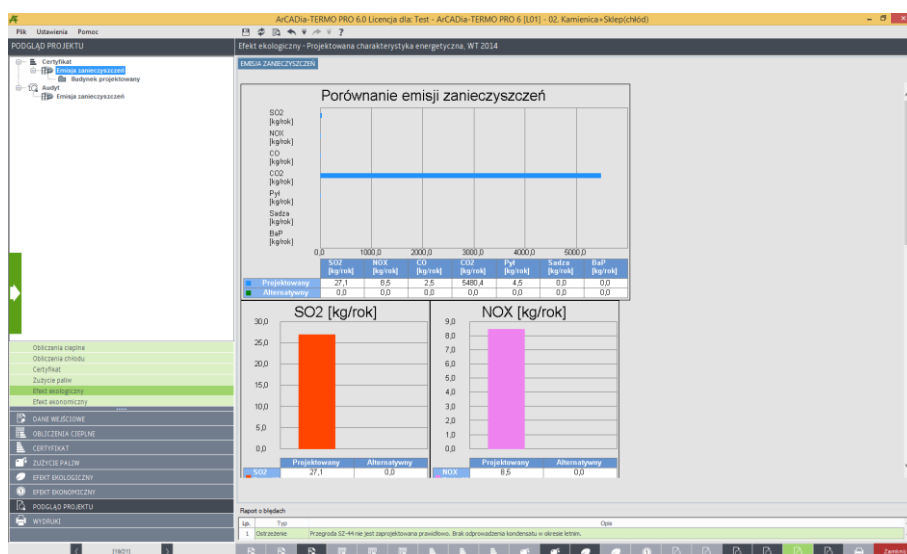 ArCADia-TERMO PRO 6.0 Licencja dla: Test - ArCADia-TERMO PRO 6 [L01] - 02. Kamienica+Sklep(chłód)
Plik Ustawienia Pomoc
PODGLĄD PROJEKTU
Efekt ekologiczny - Projektowana charakterystyka energetyczna, WT 2014
Certyfikat
Emisja zanieczyszczeń
Budynek projektowany
Audyt
Emisja zanieczyszczeń
EMISJA ZANIECZYSZCZEŃ
Porównanie emisji zanieczyszczeń
SO2
[kg/rok]
NOX
[kg/rok]
CO
[kg/rok]
CO2
[kg/rok]
Pył
[kg/rok]
Sadza
[kg/rok]
BaP
[kg/rok]
0,0 1000,0 2000,0 3000,0 4000,0 5000,0
SO2 NOX CO CO2 Pył Sadza BaP
[kg/rok] [kg/rok] [kg/rok] [kg/rok] [kg/rok] [kg/rok] [kg/rok]
Projektowany 27,1 8,5 2,5 5480,4 4,5 0,0 0,0
Alternatywny 0,0 0,0 0,0 0,0 0,0 0,0 0,0
SO2 [kg/rok]
30,0
25,0
20,0
15,0
10,0
5,0
0,0
Projektowany Alternatywny
SO2 27,1 0,0
NOX [kg/rok]
9,0
8,0
7,0
6,0
5,0
4,0
3,0
2,0
1,0
0,0
Projektowany Alternatywny
NOX 8,5 0,0
Obliczenia cieplne
Obliczenia chłodu
Certyfikat
Zużycie paliw
Efekt ekologiczny
Efekt ekonomiczny
DANE WEJŚCIOWE
OBLICZENIA CIEPLNE
CERTYFIKAT
ZUŻYCIE PALIW
EFEKT EKOLOGICZNY
EFEKT EKONOMICZNY
PODGLĄD PROJEKTU
WYDRUKI
Raport o błędach
Lp. Typ Opis
1 Ostrzeżenie Przegroda SZ-44 nie jest zaprojektowana prawidłowo. Brak odprowadzenia kondensatu w okresie letnim.
[19/21]
Zamknij